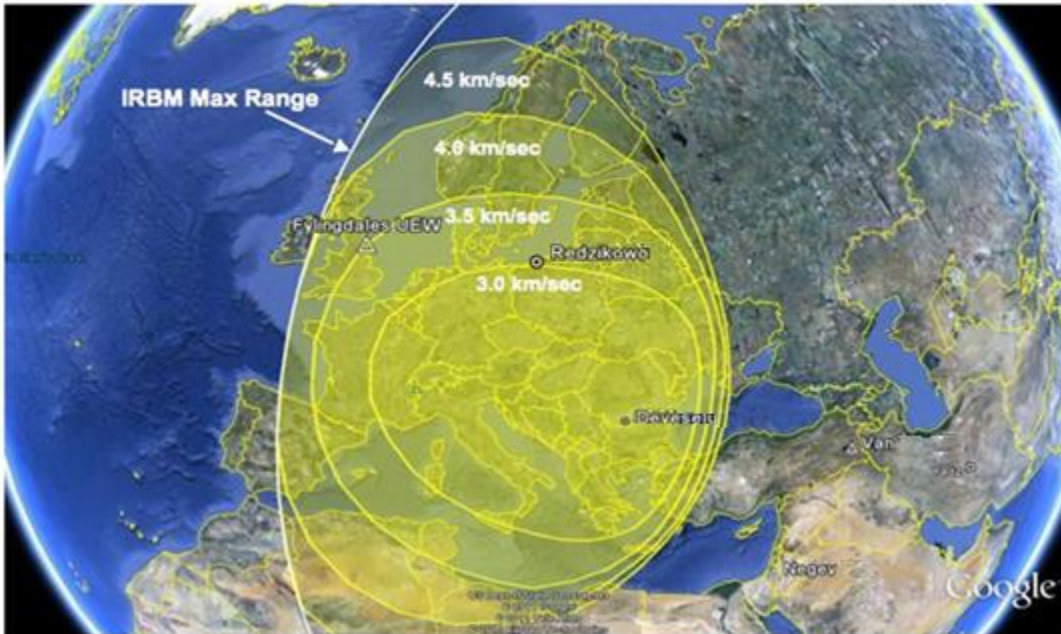 4.5 km/sec
IRBM Max Range
4.0 km/sec
3.5 km/sec
Fylingdales UEW
Redzikowo
3.0 km/sec
Deveselu
Van
Negev
Google